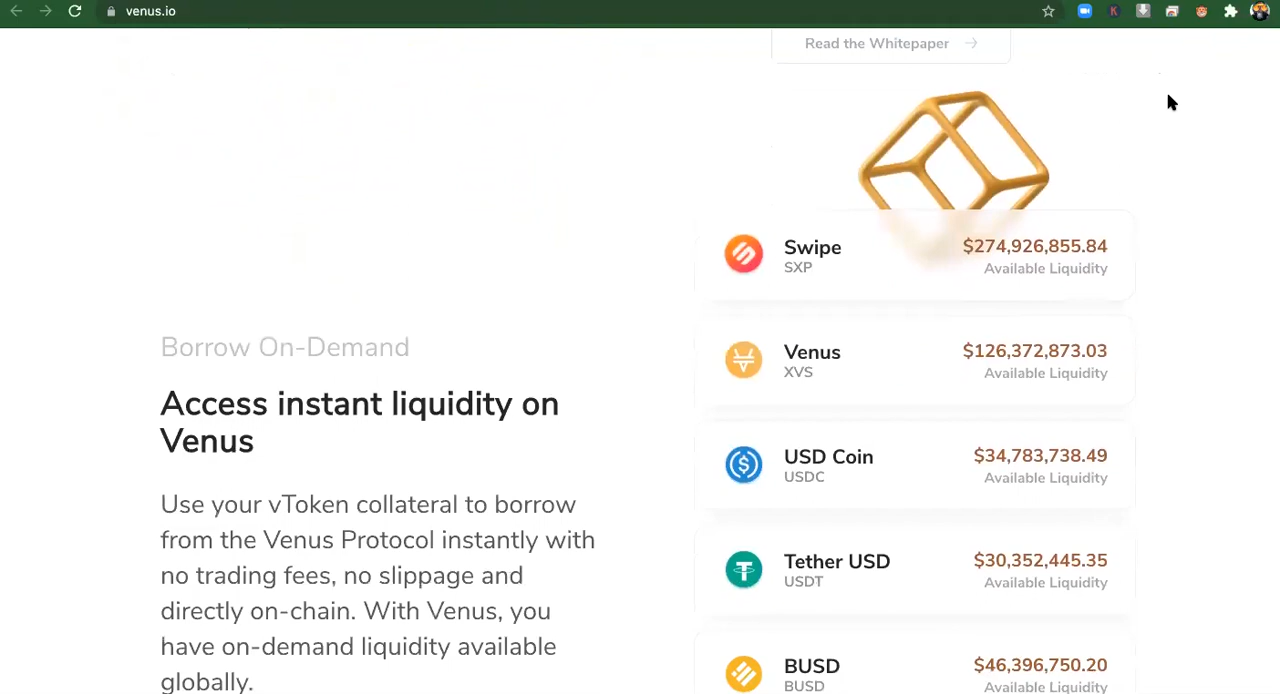 venus.io
Read the Whitepaper →
Borrow On-Demand
Access instant liquidity on
Venus
Use your vToken collateral to borrow
from the Venus Protocol instantly with
no trading fees, no slippage and
directly on-chain. With Venus, you
have on-demand liquidity available
globally.
Swipe $274,926,855.84
SXP Available Liquidity
Venus $126,372,873.03
XVS Available Liquidity
USD Coin $34,783,738.49
USDC Available Liquidity
Tether USD $30,352,445.35
USDT Available Liquidity
BUSD $46,396,750.20
BUSD Available Liquidity